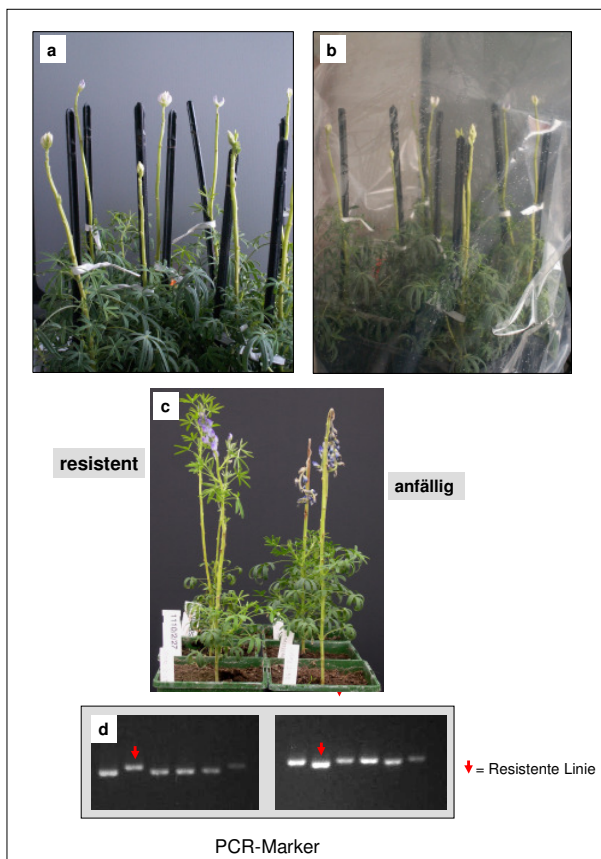 a
b
c
resistent
anfällig
d
= Resistente Linie
PCR-Marker